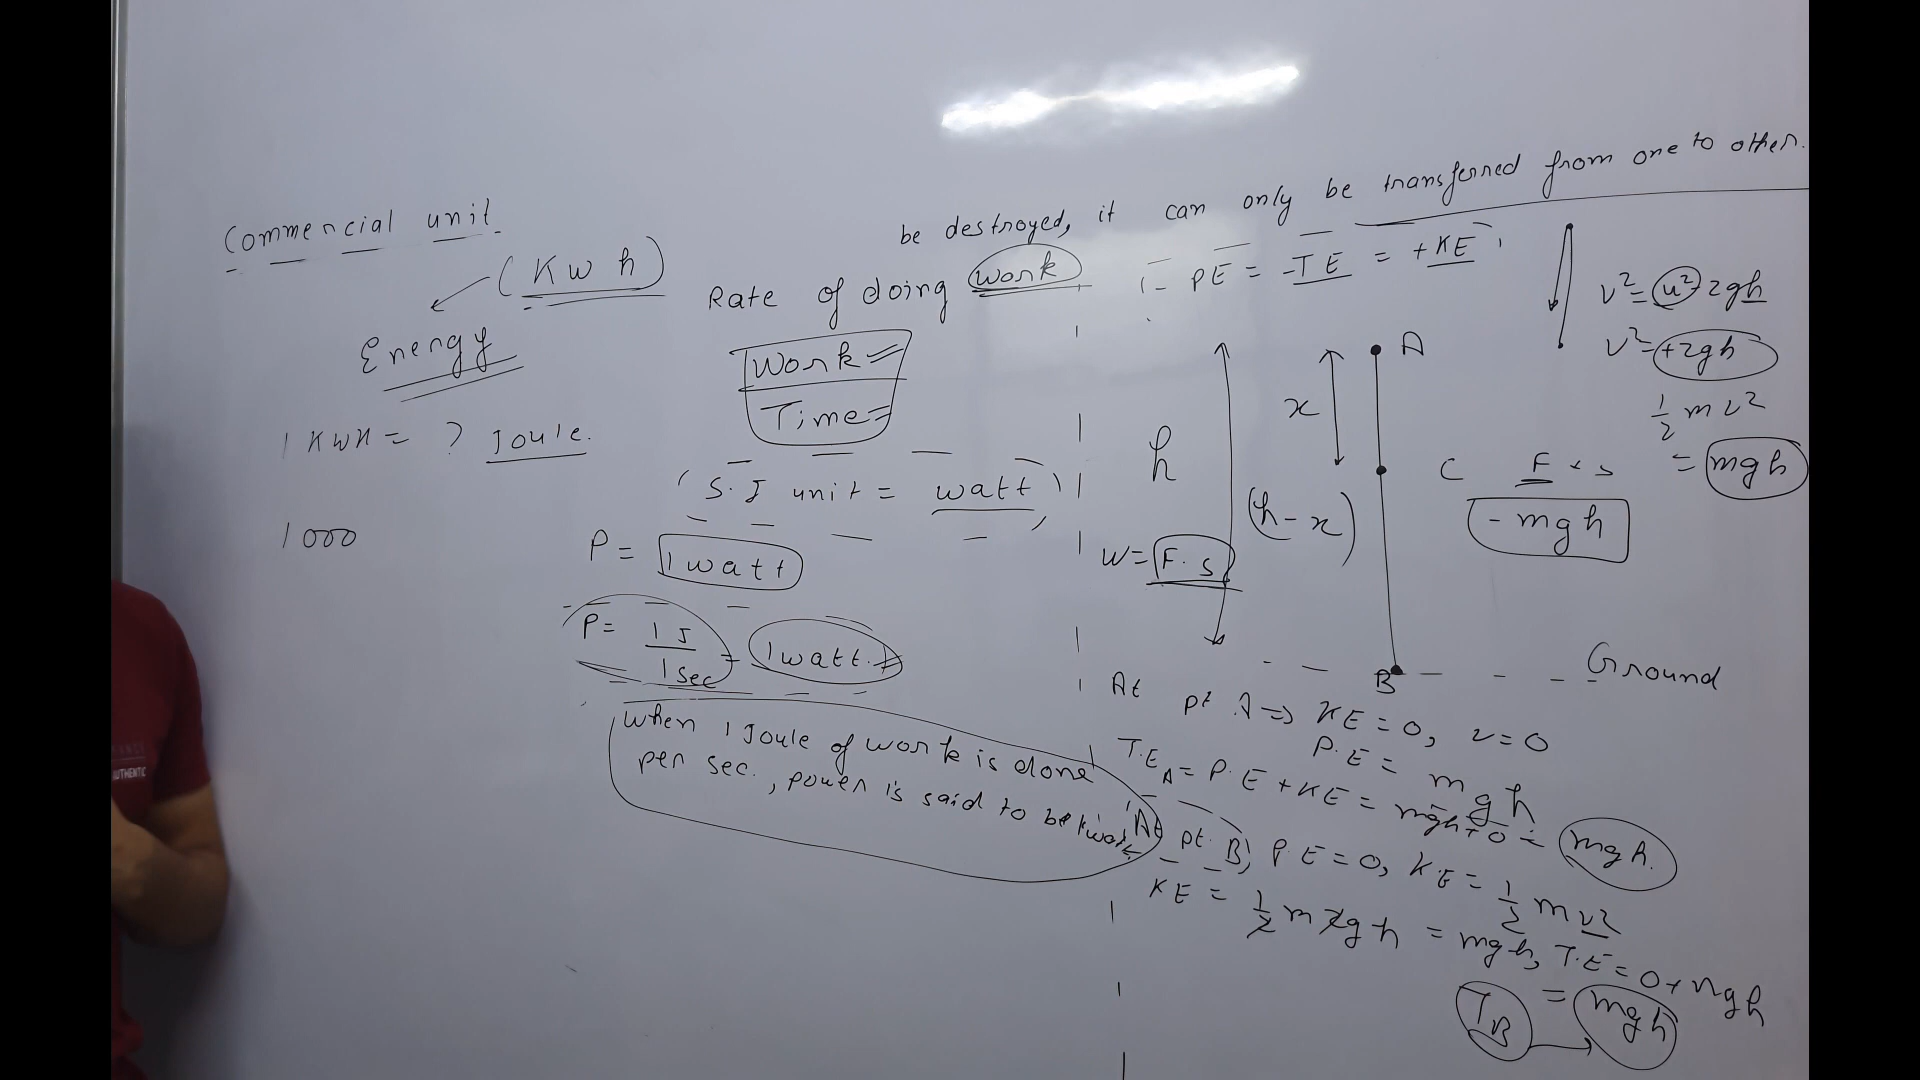 Commercial unit
(Kwh)
Energy
1 KWH = ? Joule.
1000
be destroyed, it can only be transferred from one to other.
Rate of doing work
Work
Time
S.I unit = watt
P = 1 watt
P = 1J / 1 sec = 1 watt.
When 1 Joule of work is done
per sec., power is said to be 1 watt
- PE = -TE = +KE
v² = u² - 2gh
v² = +2gh
1/2 mv²
= mgh
A
x
h
C
F × s
- mgh
(h - x)
W = F.s
B
Ground
At pt A => KE = 0, v = 0
P.E = mgh
T.E_A = P.E + KE = mgh + 0 = mgh.
At pt. B, P.E = 0, KE = 1/2 mv²
KE = 1/2 m 2gh = mgh, T.E = 0 + mgh
= mgh
T_B
AUTHENTIC